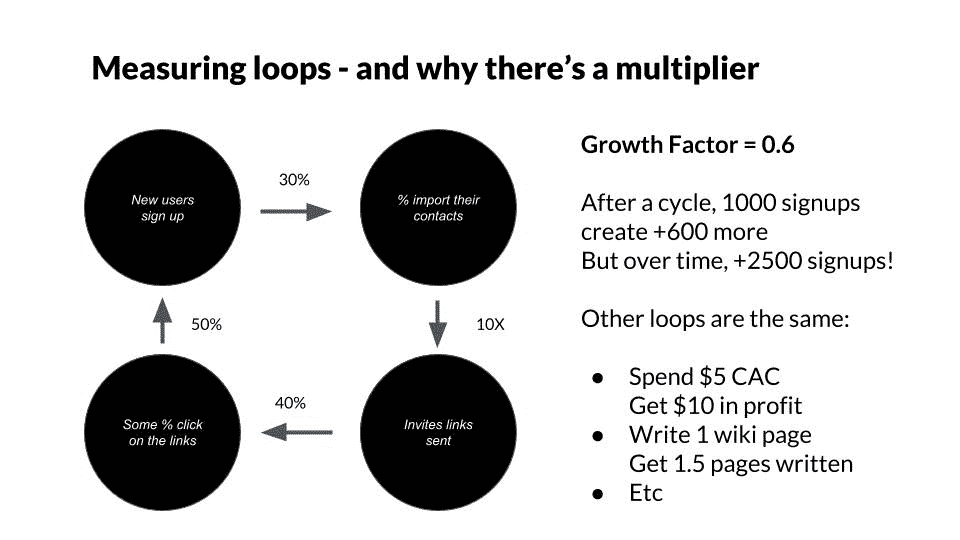 Measuring loops - and why there's a multiplier
New users
sign up
30%
% import their
contacts
50%
10X
Some % click
on the links
40%
Invites links
sent
Growth Factor = 0.6
After a cycle, 1000 signups
create +600 more
But over time, +2500 signups!
Other loops are the same:
● Spend $5 CAC
Get $10 in profit
● Write 1 wiki page
Get 1.5 pages written
● Etc